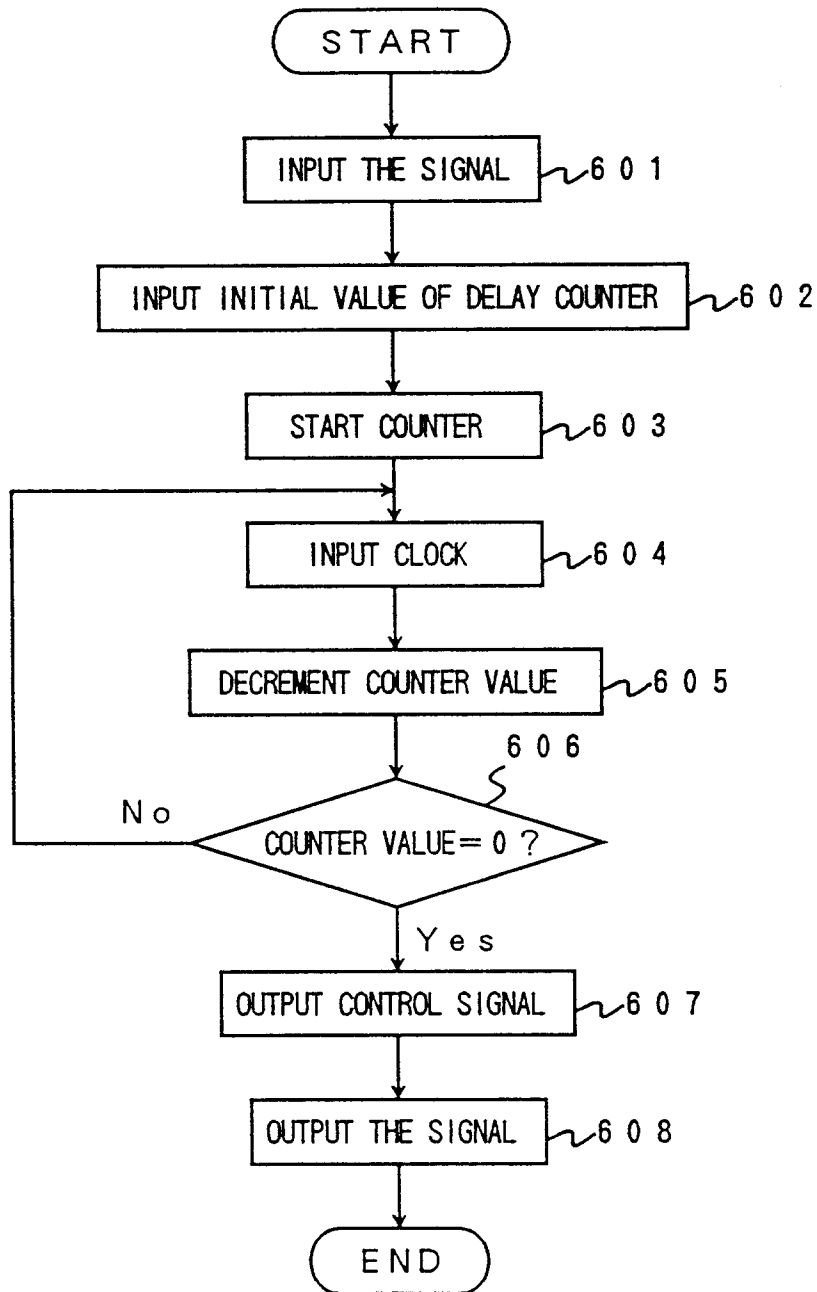 START
INPUT THE SIGNAL 601
INPUT INITIAL VALUE OF DELAY COUNTER 602
START COUNTER 603
INPUT CLOCK 604
DECREMENT COUNTER VALUE 605
606
No
COUNTER VALUE=0?
Yes
OUTPUT CONTROL SIGNAL 607
OUTPUT THE SIGNAL 608
END